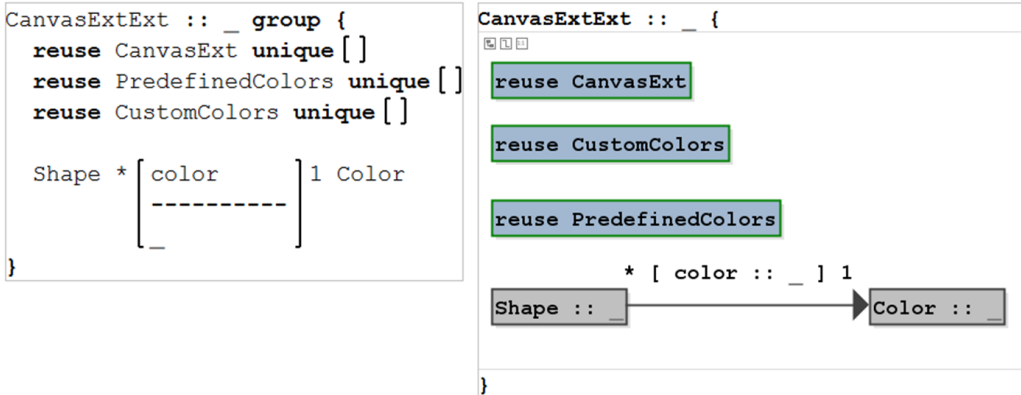 CanvasExtExt :: _ group {
reuse CanvasExt unique[]
reuse PredefinedColors unique[]
reuse CustomColors unique[]
Shape * [color ] 1 Color
----------
_
}
CanvasExtExt :: _ {
reuse CanvasExt
reuse CustomColors
reuse PredefinedColors
* [ color :: _ ] 1
Shape :: _
Color :: _
}